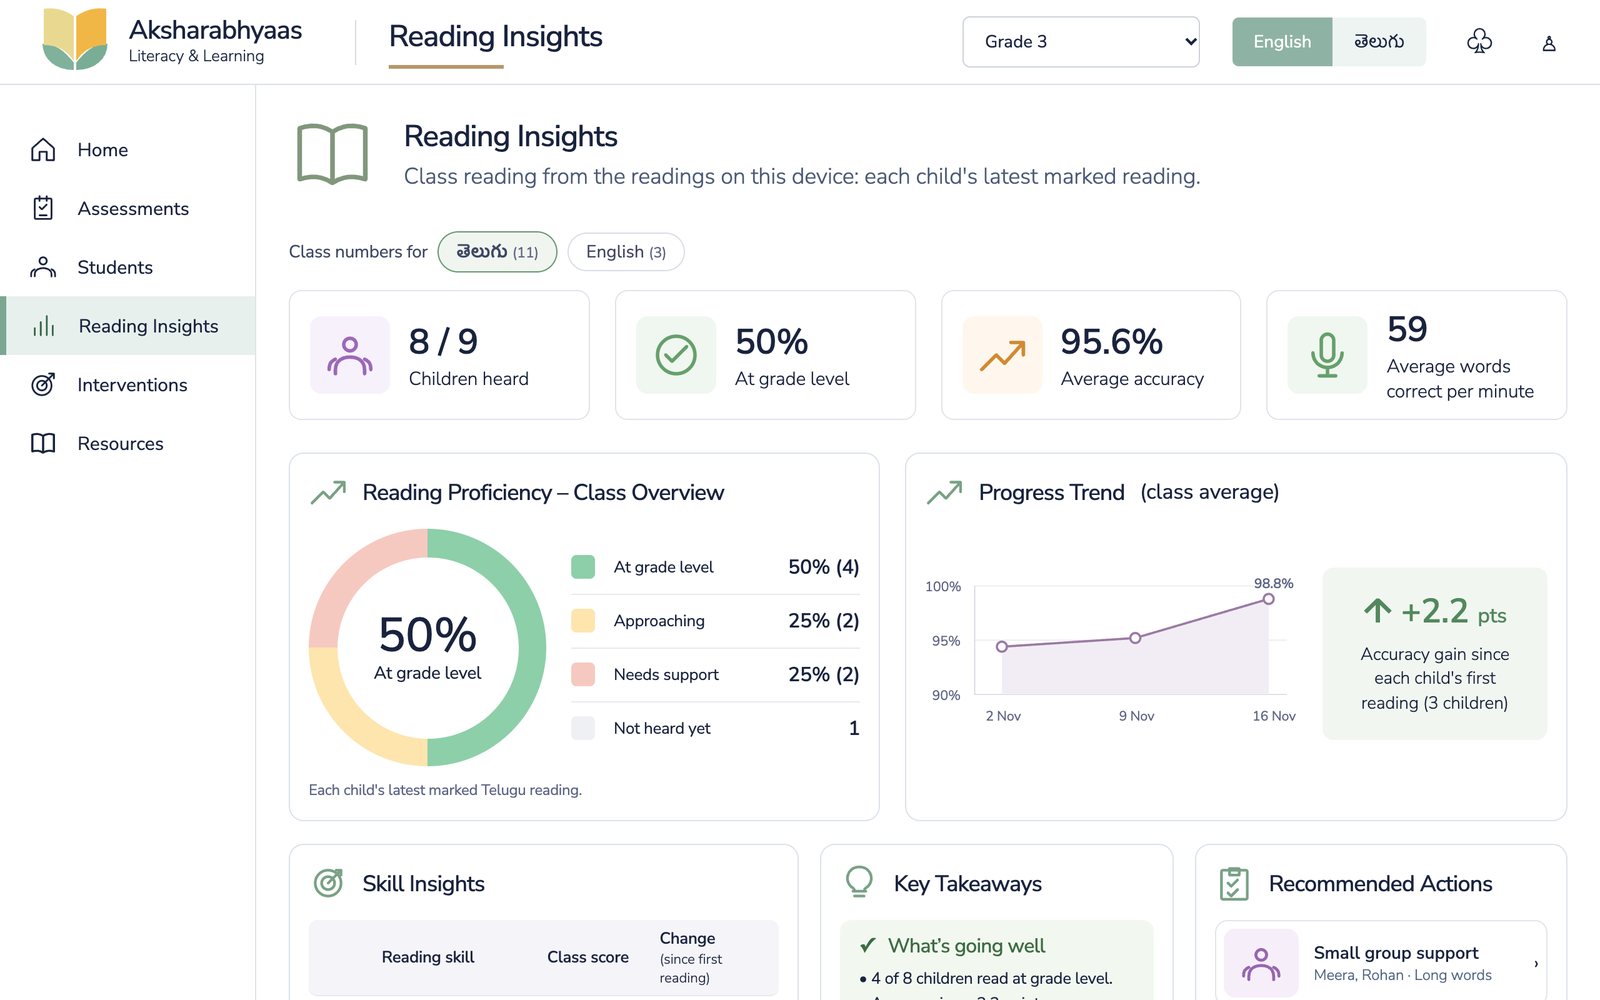 Aksharabhyaas
Literacy & Learning
Reading Insights
Grade 3
English
తెలుగు
Home
Assessments
Students
Reading Insights
Interventions
Resources
Reading Insights
Class reading from the readings on this device: each child's latest marked reading.
Class numbers for
తెలుగు (11)
English (3)
8 / 9
Children heard
50%
At grade level
95.6%
Average accuracy
59
Average words
correct per minute
Reading Proficiency – Class Overview
50%
At grade level
At grade level 50% (4)
Approaching 25% (2)
Needs support 25% (2)
Not heard yet 1
Each child's latest marked Telugu reading.
Progress Trend (class average)
100%
95%
90%
98.8%
2 Nov
9 Nov
16 Nov
+2.2 pts
Accuracy gain since
each child's first
reading (3 children)
Skill Insights
Reading skill
Class score
Change
(since first
reading)
Key Takeaways
✓ What's going well
• 4 of 8 children read at grade level.
Recommended Actions
Small group support
Meera, Rohan · Long words